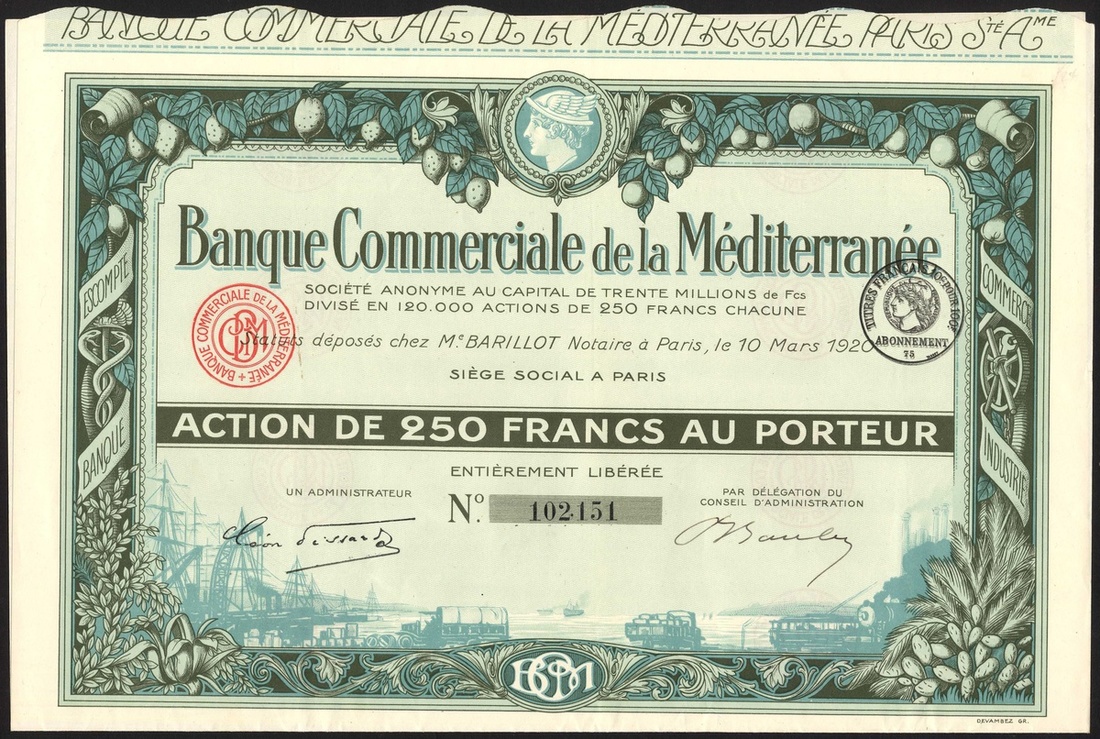 BANQUE COMMERCIALE DE LA MÉDITERRANÉE PARIS STÉ AME
Banque Commerciale de la Méditerranée
SOCIÉTÉ ANONYME AU CAPITAL DE TRENTE MILLIONS de Fcs
DIVISÉ EN 120.000 ACTIONS DE 250 FRANCS CHACUNE
Statuts déposés chez Me BARILLOT Notaire à Paris, le 10 Mars 1920
SIÈGE SOCIAL A PARIS
ESCOMPTE
BANQUE
COMMERCE
INDUSTRIE
BANQUE COMMERCIALE DE LA MÉDITERRANÉE
TITRES FRANÇAIS
ABONNEMENT
75
ACTION DE 250 FRANCS AU PORTEUR
ENTIÈREMENT LIBÉRÉE
UN ADMINISTRATEUR
No. 102.151
PAR DÉLÉGATION DU
CONSEIL D'ADMINISTRATION
BCM
DEVAMBEZ GR.